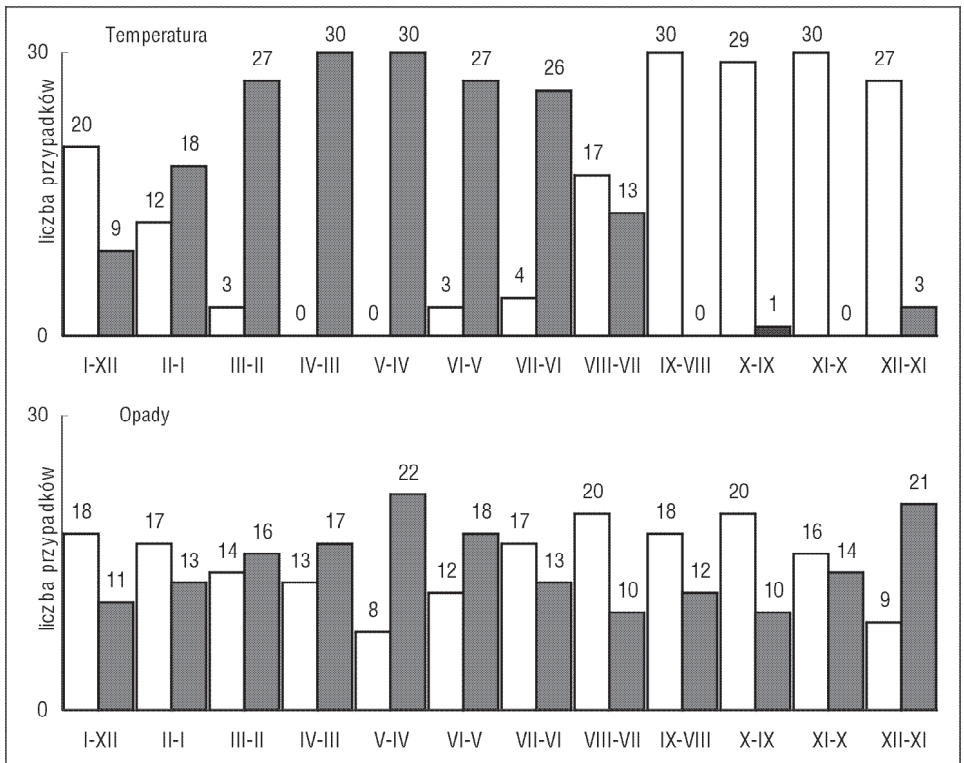 Temperatura
liczba przypadków
30
0
20 9 12 18 3 27 0 30 0 30 3 27 4 26 17 13 30 0 29 1 30 0 27 3
I-XII II-I III-II IV-III V-IV VI-V VII-VI VIII-VII IX-VIII X-IX XI-X XII-XI
Opady
liczba przypadków
30
0
18 11 17 13 14 16 13 17 8 22 12 18 17 13 20 10 18 12 20 10 16 14 9 21
I-XII II-I III-II IV-III V-IV VI-V VII-VI VIII-VII IX-VIII X-IX XI-X XII-XI